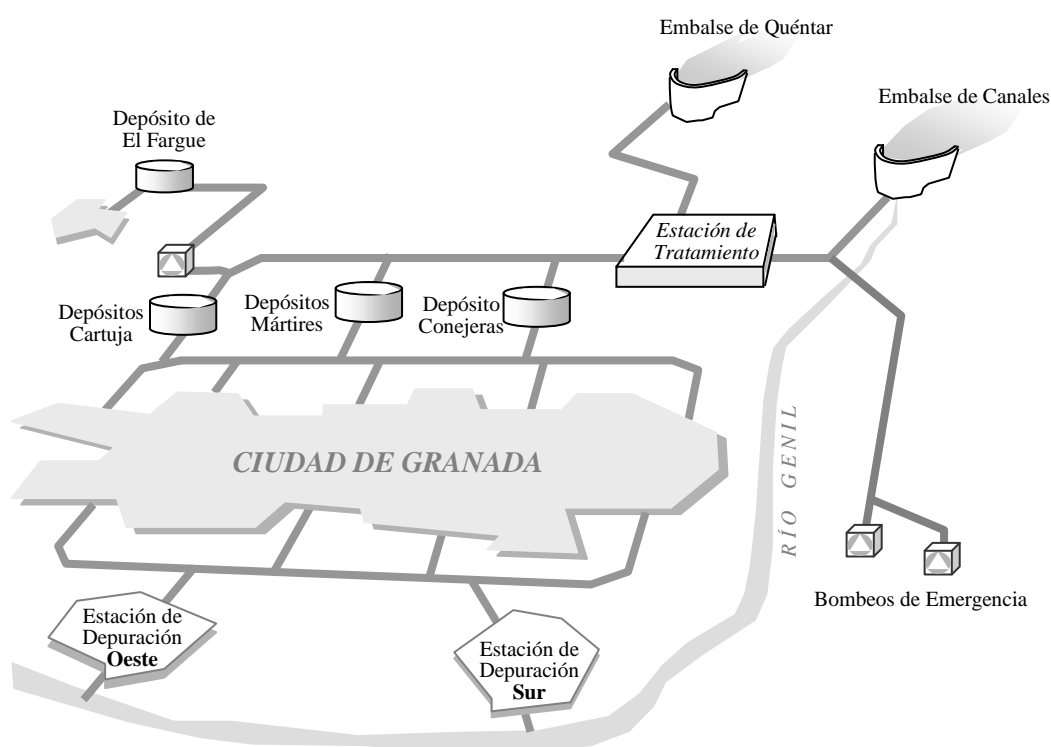 Embalse de Quéntar
Embalse de Canales
Depósito de
El Fargue
Estación de
Tratamiento
Depósitos
Cartuja
Depósitos
Mártires
Depósito
Conejeras
CIUDAD DE GRANADA
RÍO GENIL
Bombeos de Emergencia
Estación de
Depuración
Oeste
Estación de
Depuración
Sur